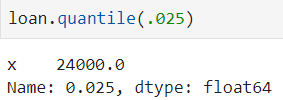 loan.quantile(.025)
x    24000.0
Name: 0.025, dtype: float64